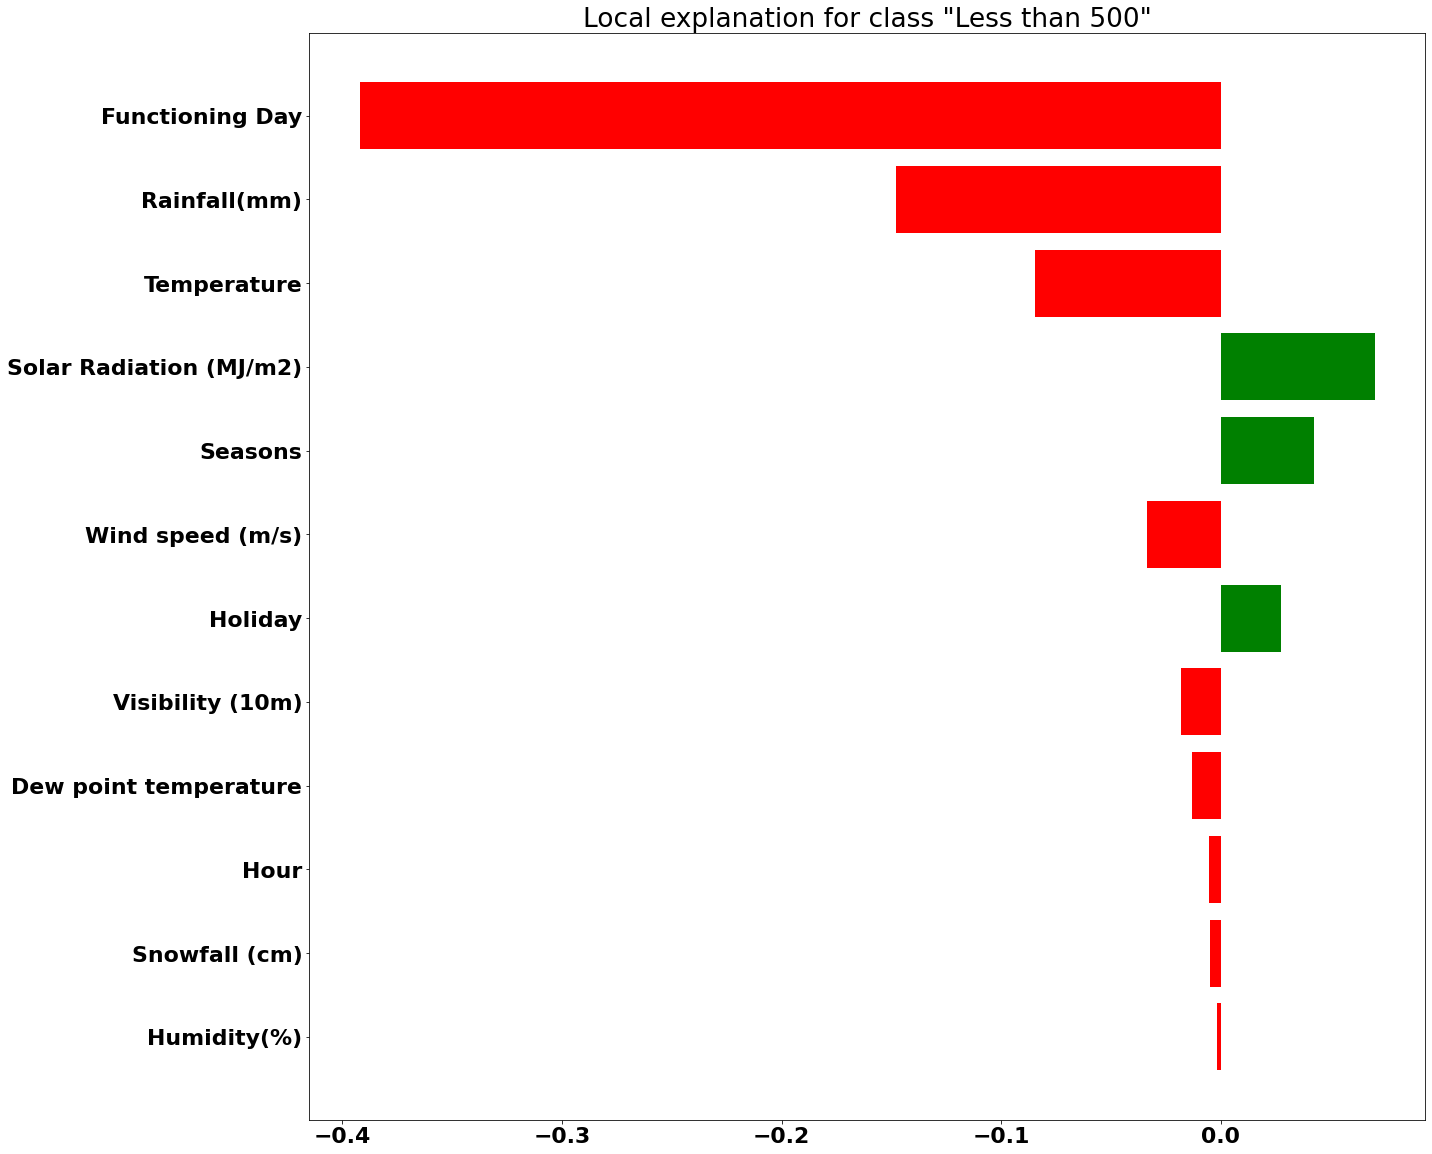 Local explanation for class "Less than 500"
Functioning Day
Rainfall(mm)
Temperature
Solar Radiation (MJ/m2)
Seasons
Wind speed (m/s)
Holiday
Visibility (10m)
Dew point temperature
Hour
Snowfall (cm)
Humidity(%)
−0.4 −0.3 −0.2 −0.1 0.0